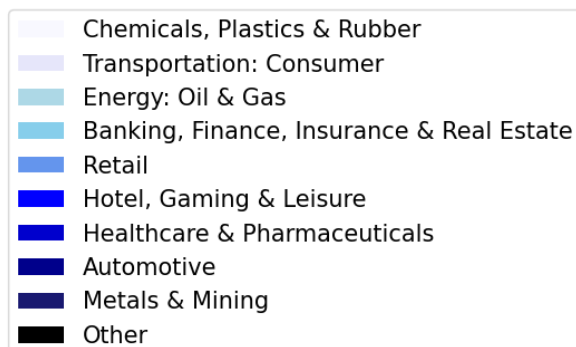 Chemicals, Plastics & Rubber
Transportation: Consumer
Energy: Oil & Gas
Banking, Finance, Insurance & Real Estate
Retail
Hotel, Gaming & Leisure
Healthcare & Pharmaceuticals
Automotive
Metals & Mining
Other